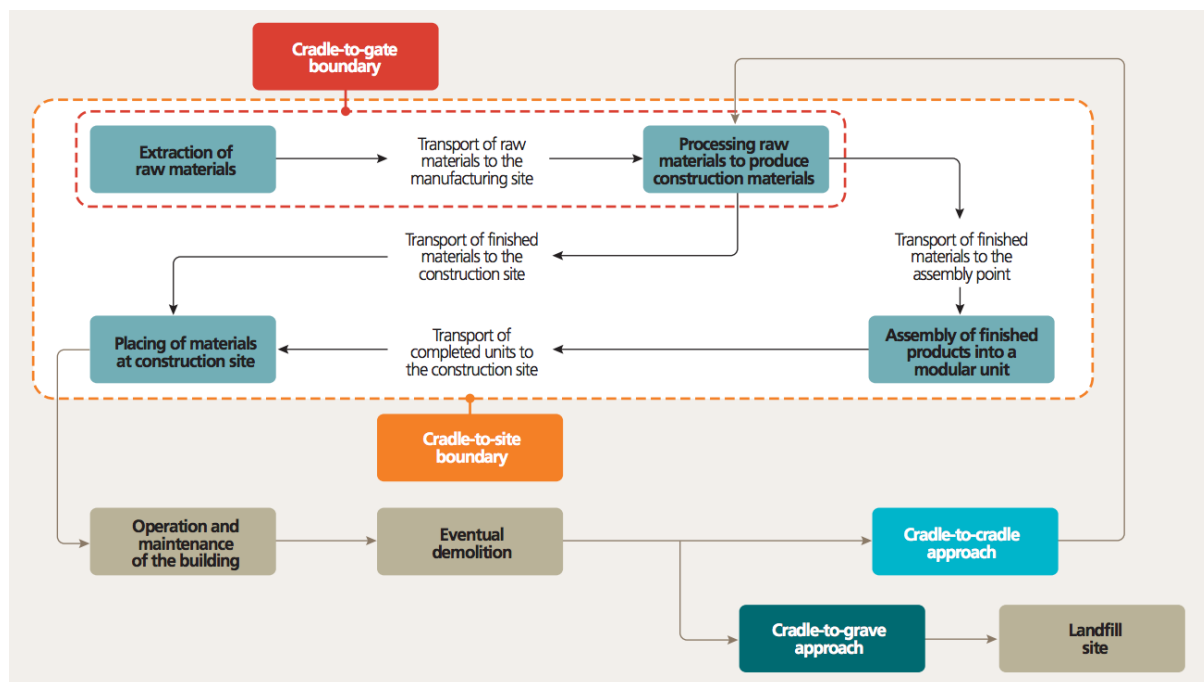 Cradle-to-gate
boundary
Extraction of
raw materials
Transport of raw
materials to the
manufacturing site
Processing raw
materials to produce
construction materials
Transport of finished
materials to the
construction site
Transport of finished
materials to the
assembly point
Placing of materials
at construction site
Transport of
completed units to
the construction site
Assembly of finished
products into a
modular unit
Cradle-to-site
boundary
Operation and
maintenance
of the building
Eventual
demolition
Cradle-to-cradle
approach
Cradle-to-grave
approach
Landfill
site